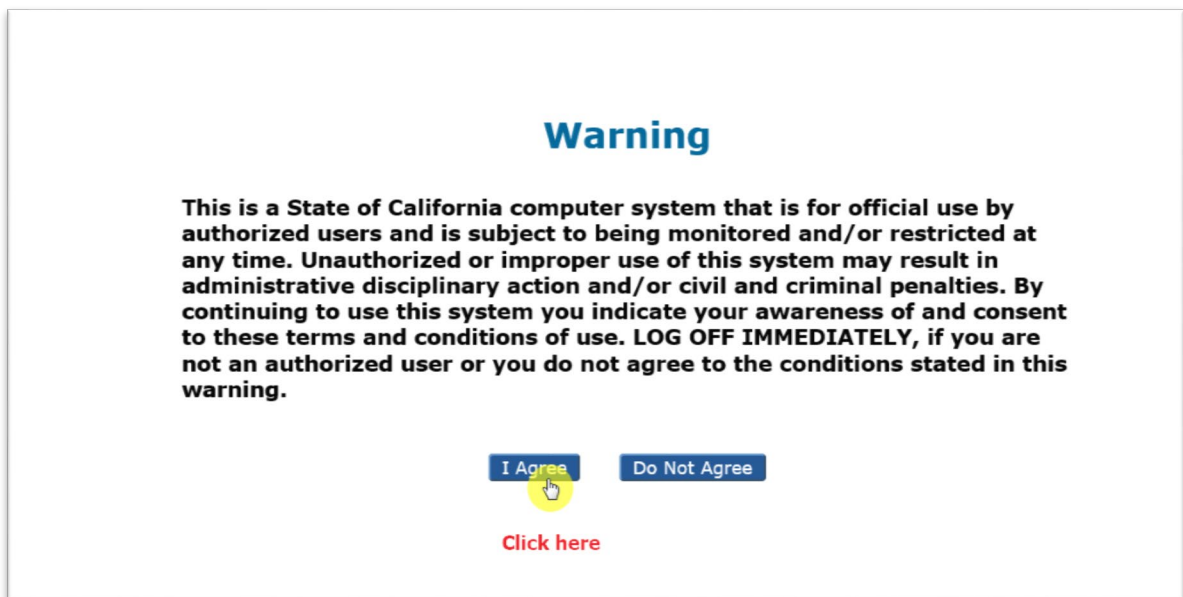 Warning
This is a State of California computer system that is for official use by
authorized users and is subject to being monitored and/or restricted at
any time. Unauthorized or improper use of this system may result in
administrative disciplinary action and/or civil and criminal penalties. By
continuing to use this system you indicate your awareness of and consent
to these terms and conditions of use. LOG OFF IMMEDIATELY, if you are
not an authorized user or you do not agree to the conditions stated in this
warning.
I Agree Do Not Agree
Click here